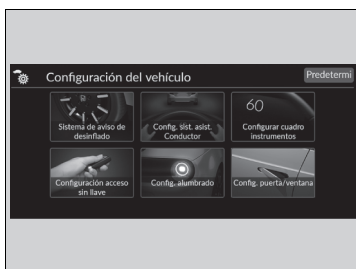 Configuración del vehículo
Predetermi
Sistema de aviso de
desinflado
Config. sist. asist.
Conductor
60
Configurar cuadro
instrumentos
Configuración acceso
sin llave
Config. alumbrado
Config. puerta/ventana